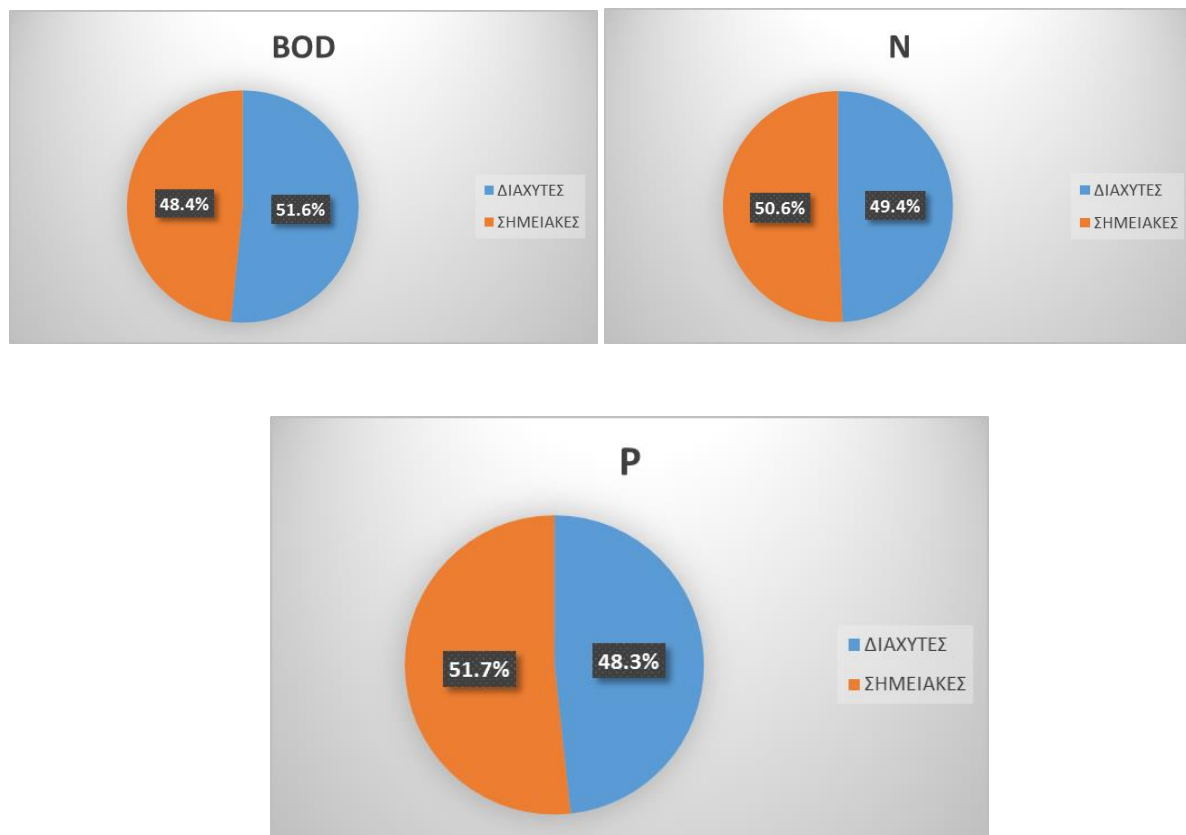 BOD
48.4%
51.6%
ΔΙΑΧΥΤΕΣ
ΣΗΜΕΙΑΚΕΣ
N
50.6%
49.4%
ΔΙΑΧΥΤΕΣ
ΣΗΜΕΙΑΚΕΣ
P
51.7%
48.3%
ΔΙΑΧΥΤΕΣ
ΣΗΜΕΙΑΚΕΣ